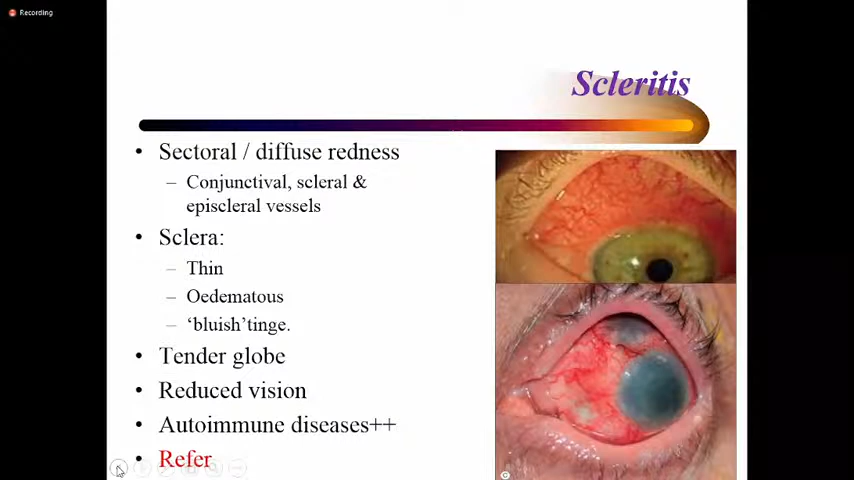 Recording
Scleritis
• Sectoral / diffuse redness
– Conjunctival, scleral &
episcleral vessels
• Sclera:
– Thin
– Oedematous
– ‘bluish’tinge.
• Tender globe
• Reduced vision
• Autoimmune diseases++
• Refer